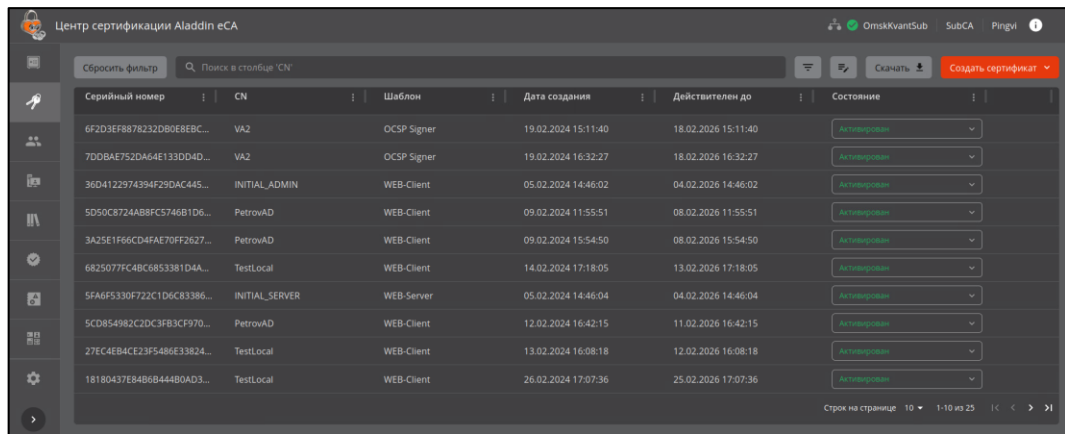 Центр сертификации Aladdin eCA
OmskKvantSub SubCA Pingvi
Сбросить фильтр Поиск в столбце 'CN' Скачать Создать сертификат
Серийный номер CN Шаблон Дата создания Действителен до Состояние
6F2D3EF8878232DB0E8EBC... VA2 OCSP Signer 19.02.2024 15:11:40 18.02.2026 15:11:40 Активирован
7DDBAE752DA64E133DD4D... VA2 OCSP Signer 19.02.2024 16:32:27 18.02.2026 16:32:27 Активирован
36D4122974394F29DAC445... INITIAL_ADMIN WEB-Client 05.02.2024 14:46:02 04.02.2026 14:46:02 Активирован
5D50C8724AB8FC5746B1D6... PetrovAD WEB-Client 09.02.2024 11:55:51 08.02.2026 11:55:51 Активирован
3A25E1F66CD4FAE70FF2627... PetrovAD WEB-Client 09.02.2024 15:54:50 08.02.2026 15:54:50 Активирован
6825077FC4BC6853381D4A... TestLocal WEB-Client 14.02.2024 17:18:05 13.02.2026 17:18:05 Активирован
5FA6F5330F722C1D6C83386... INITIAL_SERVER WEB-Server 05.02.2024 14:46:04 04.02.2026 14:46:04 Активирован
5CD854982C2DC3FB3CF970... PetrovAD WEB-Client 12.02.2024 16:42:15 11.02.2026 16:42:15 Активирован
27EC4EB4CE23F5486E33824... TestLocal WEB-Client 13.02.2024 16:08:18 12.02.2026 16:08:18 Активирован
18180437E84B6B444B0AD3... TestLocal WEB-Client 26.02.2024 17:07:36 25.02.2026 17:07:36 Активирован
Строк на странице 10 1-10 из 25